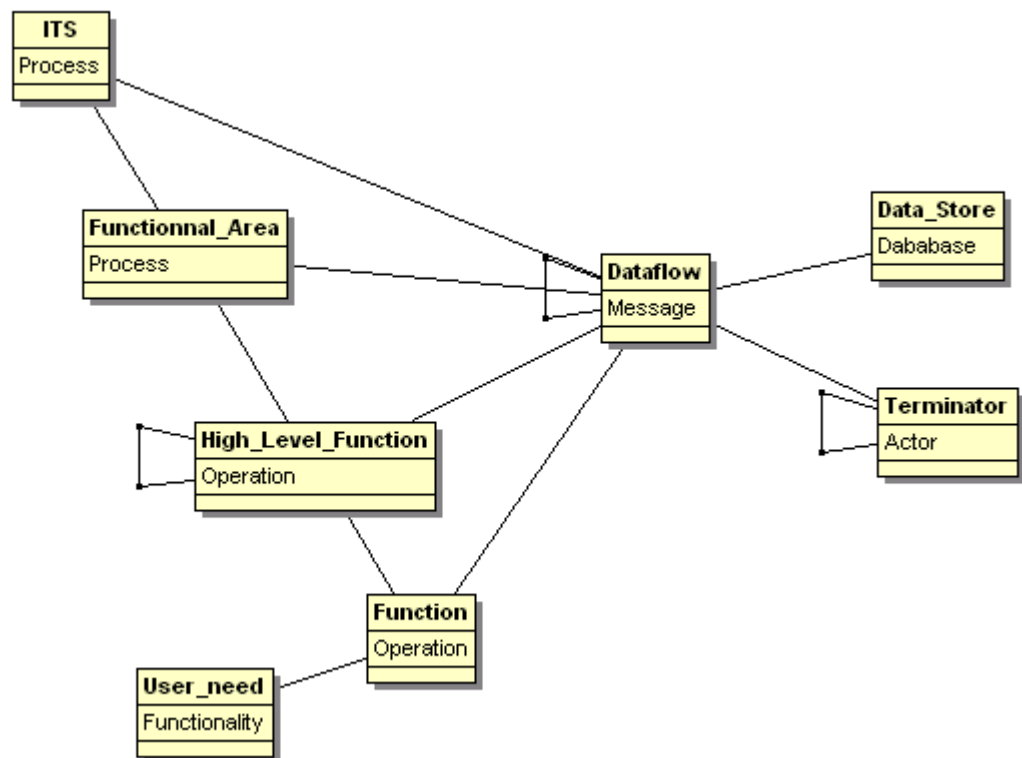 ITS
Process
Functionnal_Area
Process
Data_Store
Dababase
Dataflow
Message
Terminator
Actor
High_Level_Function
Operation
Function
Operation
User_need
Functionality